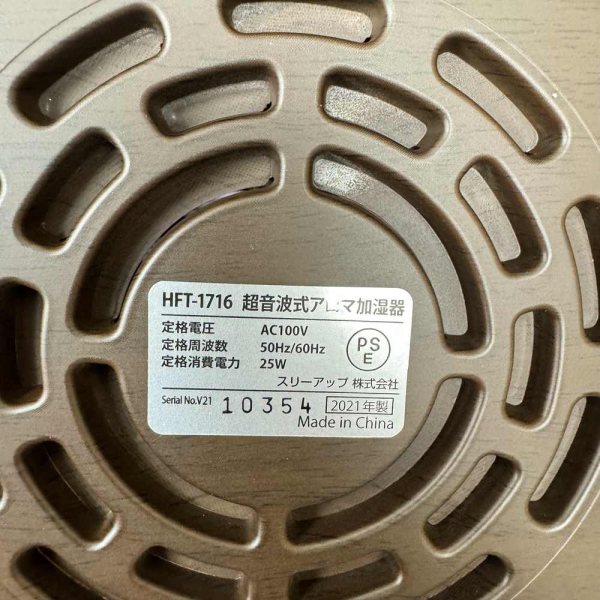 HFT-1716 超音波式アロマ加湿器
定格電圧 AC100V
定格周波数 50Hz/60Hz
定格消費電力 25W
PS
E
スリーアップ 株式会社
Serial No.V21 10354 2021年製
Made in China